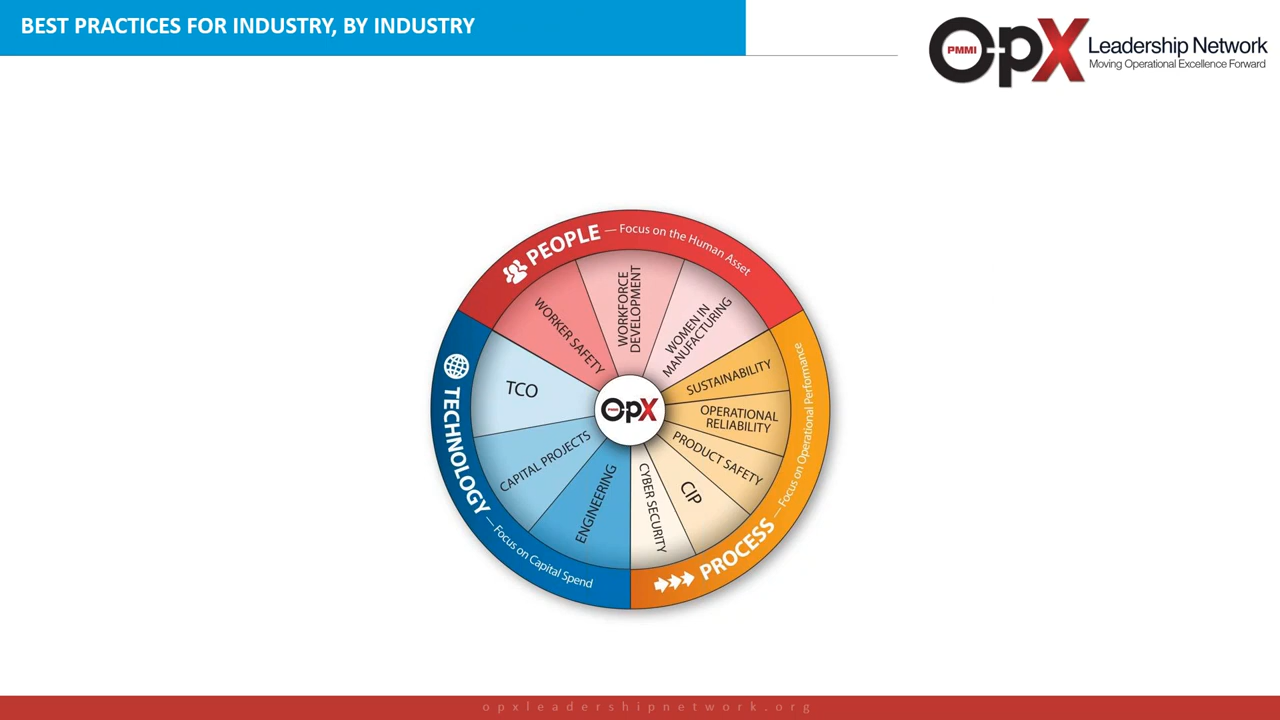 BEST PRACTICES FOR INDUSTRY, BY INDUSTRY
PMMI
OpX
Leadership Network
Moving Operational Excellence Forward
PEOPLE — Focus on the Human Asset
WORKER SAFETY
WORKFORCE
DEVELOPMENT
WOMEN IN
MANUFACTURING
SUSTAINABILITY
OPERATIONAL
RELIABILITY
PRODUCT SAFETY
CIP
CYBER SECURITY
PROCESS — Focus on Operational Performance
TECHNOLOGY — Focus on Capital Spend
TCO
CAPITAL PROJECTS
ENGINEERING
PMMI
OpX
opxleadershipnetwork.org